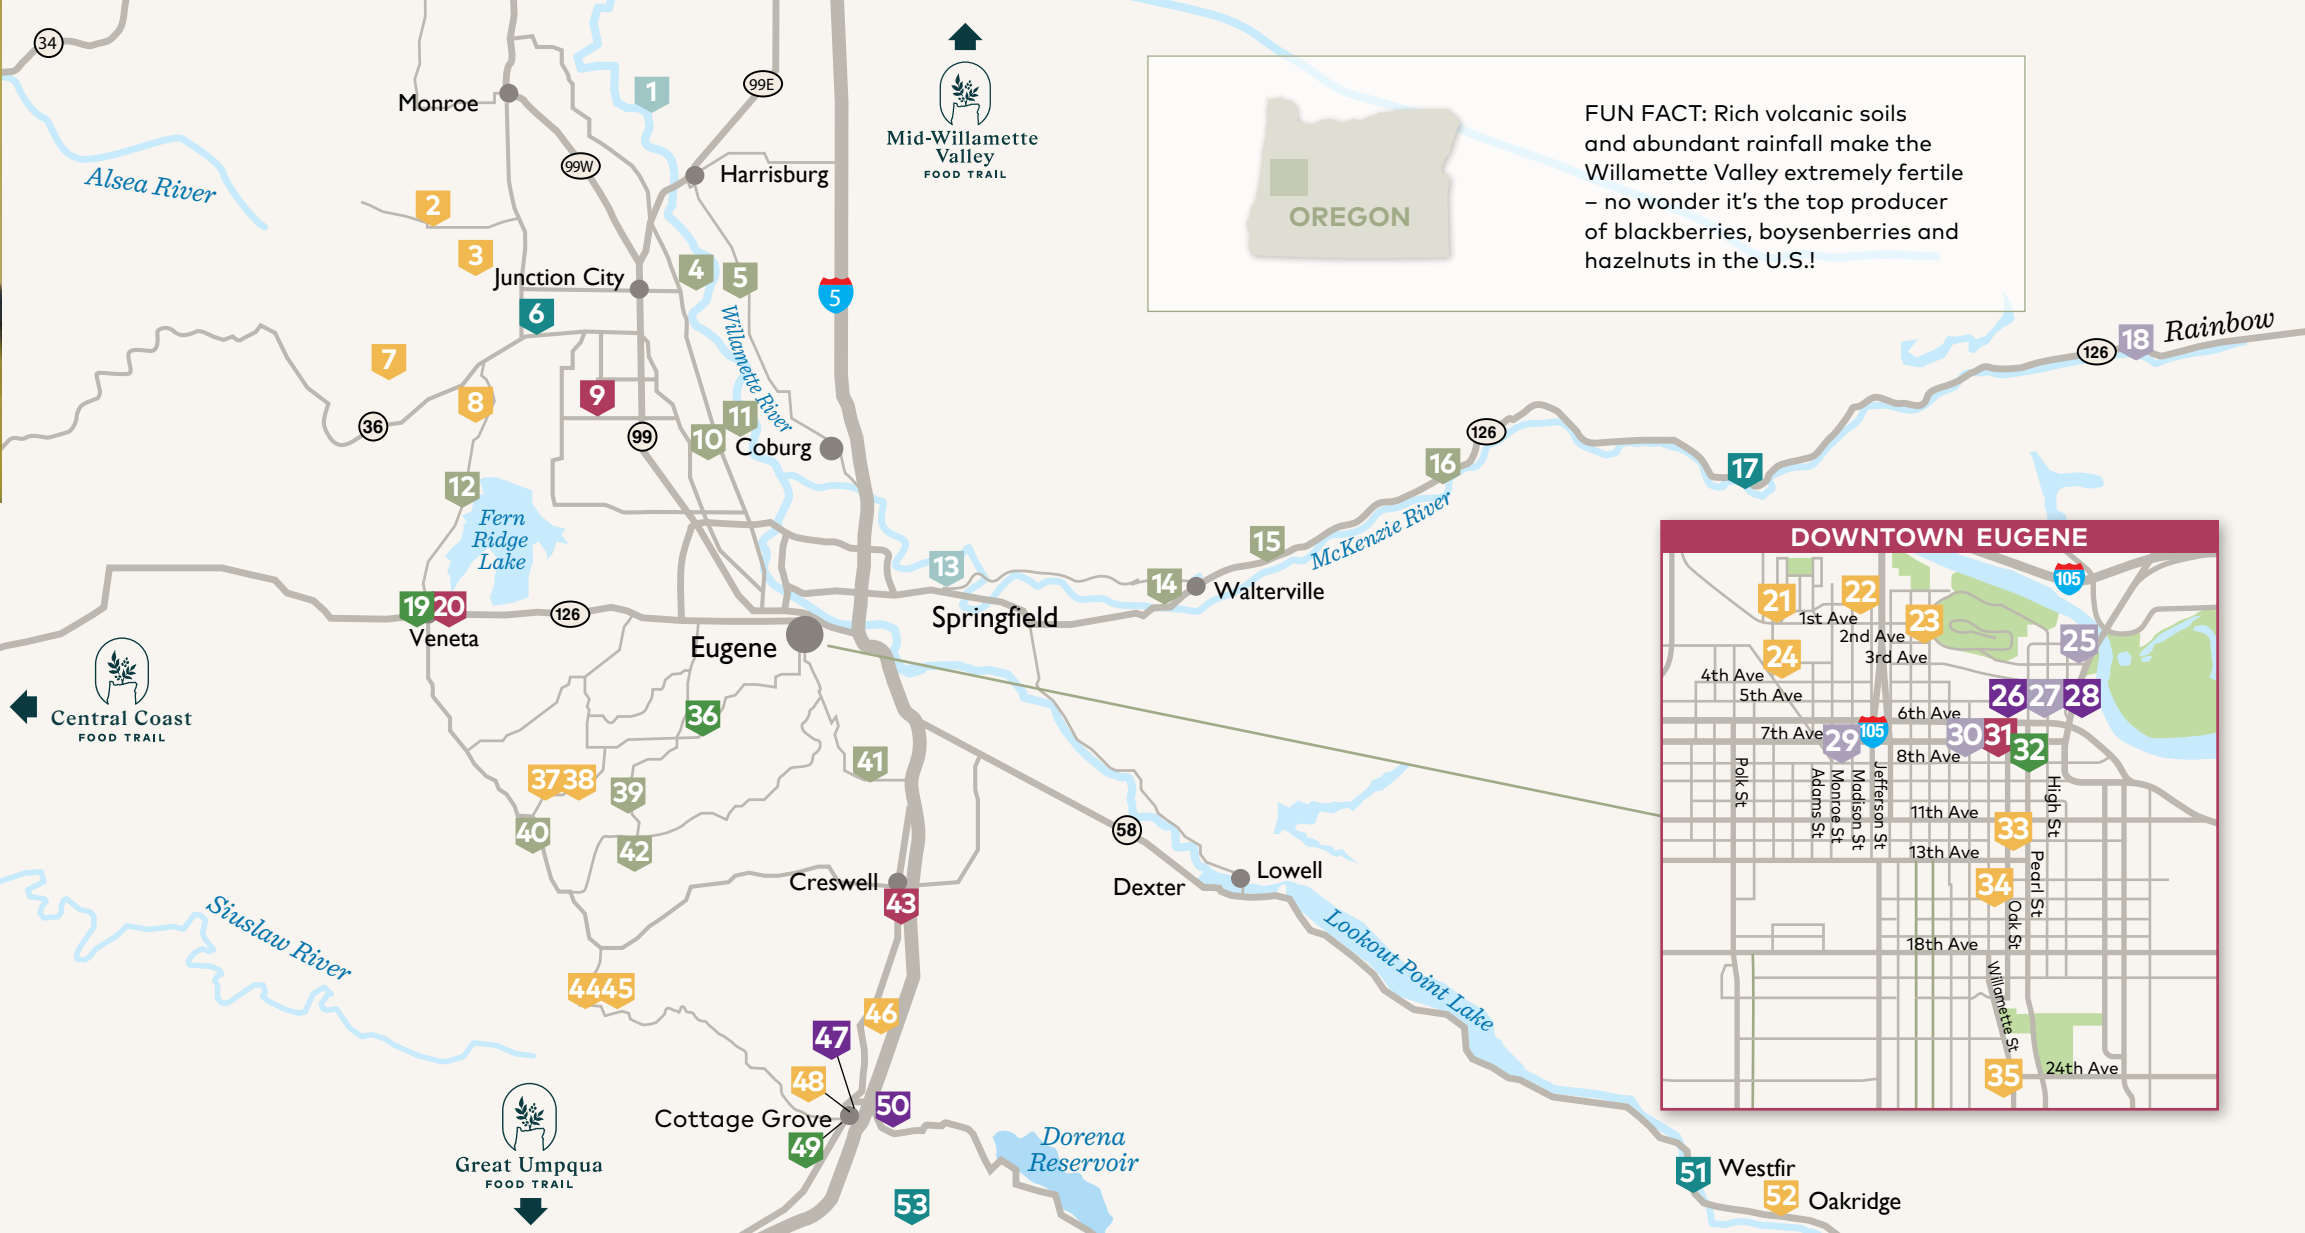 34
Monroe
1
99E
99W
Harrisburg
Mid-Willamette
Valley
FOOD TRAIL
FUN FACT: Rich volcanic soils
and abundant rainfall make the
Willamette Valley extremely fertile
– no wonder it's the top producer
of blackberries, boysenberries and
hazelnuts in the U.S.!
OREGON
Alsea River
2
3
Junction City
4
5
5
6
Willamette River
7
8
9
36
99
10
11
Coburg
12
Fern
Ridge
Lake
13
14
Walterville
15
McKenzie River
16
126
17
126
18
Rainbow
19
20
Veneta
126
Springfield
Eugene
Central Coast
FOOD TRAIL
36
37
38
39
40
41
42
58
Creswell
43
Dexter
Lowell
Lookout Point Lake
Siuslaw River
44
45
46
47
48
Cottage Grove
49
50
Dorena
Reservoir
Great Umpqua
FOOD TRAIL
53
51
Westfir
52
Oakridge
DOWNTOWN EUGENE
105
21
22
1st Ave
23
2nd Ave
3rd Ave
24
25
4th Ave
5th Ave
26
27
28
6th Ave
7th Ave
29
105
30
31
32
8th Ave
Polk St
Adams St
Monroe St
Madison St
Jefferson St
High St
11th Ave
33
13th Ave
Pearl St
34
Oak St
18th Ave
Willamette St
35
24th Ave